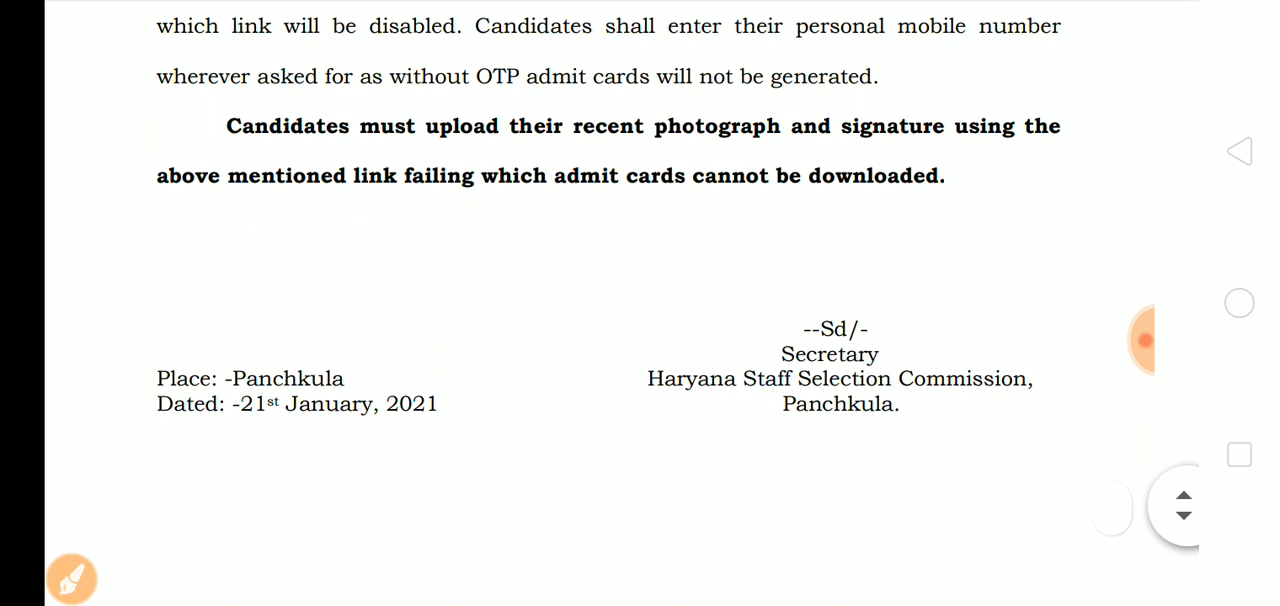 which link will be disabled. Candidates shall enter their personal mobile number
wherever asked for as without OTP admit cards will not be generated.
Candidates must upload their recent photograph and signature using the
above mentioned link failing which admit cards cannot be downloaded.
--Sd/-
Secretary
Place: -Panchkula Haryana Staff Selection Commission,
Dated: -21st January, 2021 Panchkula.